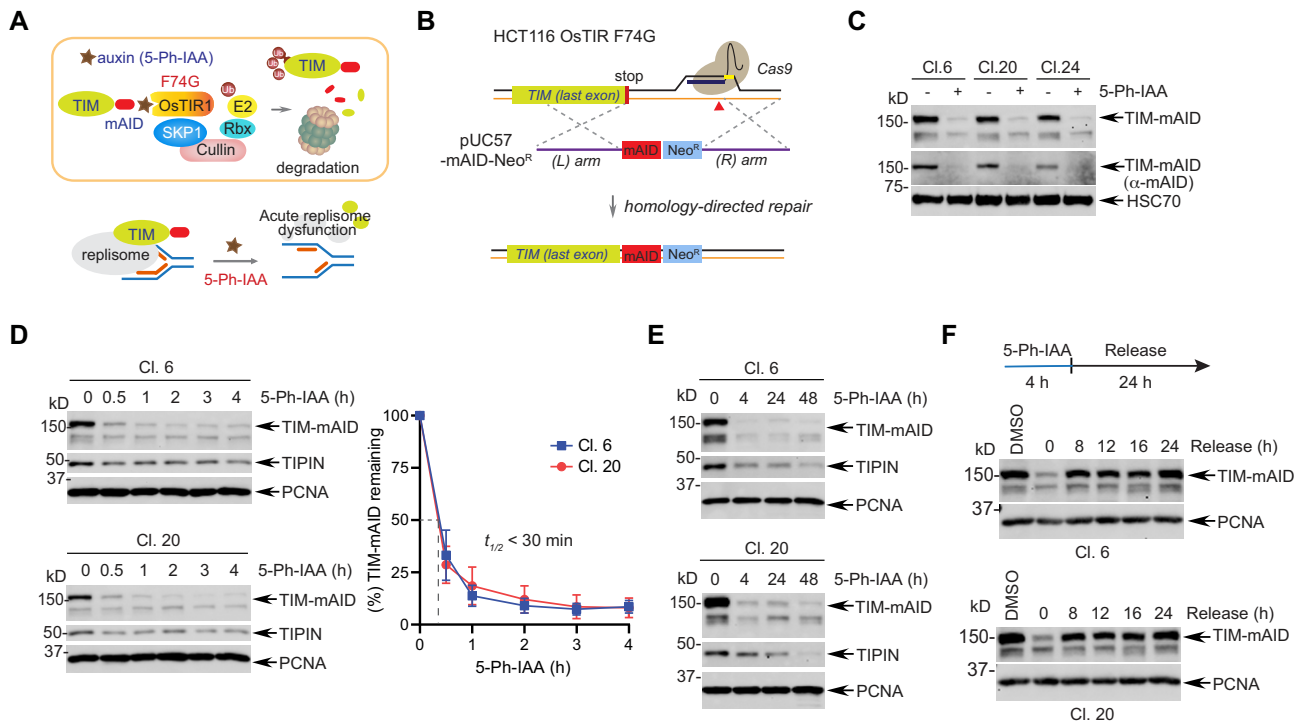 A
auxin (5-Ph-IAA)
Ub
Ub
Ub
Ub
TIM
TIM
mAID
F74G
OsTIR1
Ub
E2
SKP1
Rbx
Cullin
degradation
TIM
replisome
5-Ph-IAA
Acute replisome
dysfunction
B
HCT116 OsTIR F74G
stop
Cas9
TIM (last exon)
pUC57
-mAID-NeoR
(L) arm
mAID
NeoR
(R) arm
homology-directed repair
TIM (last exon)
mAID
NeoR
C
Cl.6 Cl.20 Cl.24
kD - + - + - + 5-Ph-IAA
150- TIM-mAID
150- TIM-mAID
(α-mAID)
75-
HSC70
D
Cl. 6
kD 0 0.5 1 2 3 4 5-Ph-IAA (h)
150- TIM-mAID
50- TIPIN
37-
PCNA
Cl. 20
kD 0 0.5 1 2 3 4 5-Ph-IAA (h)
150- TIM-mAID
50- TIPIN
37-
PCNA
(%) TIM-mAID remaining
100
75
50
25
0
0 1 2 3 4
5-Ph-IAA (h)
Cl. 6
Cl. 20
t1/2 < 30 min
E
Cl. 6
kD 0 4 24 48 5-Ph-IAA (h)
150- TIM-mAID
50-
TIPIN
37-
PCNA
Cl. 20
kD 0 4 24 48 5-Ph-IAA (h)
150- TIM-mAID
50-
TIPIN
37-
PCNA
F
5-Ph-IAA Release
4 h 24 h
DMSO
kD 0 8 12 16 24 Release (h)
150- TIM-mAID
37-
PCNA
Cl. 6
DMSO
kD 0 8 12 16 24 Release (h)
150- TIM-mAID
37-
PCNA
Cl. 20